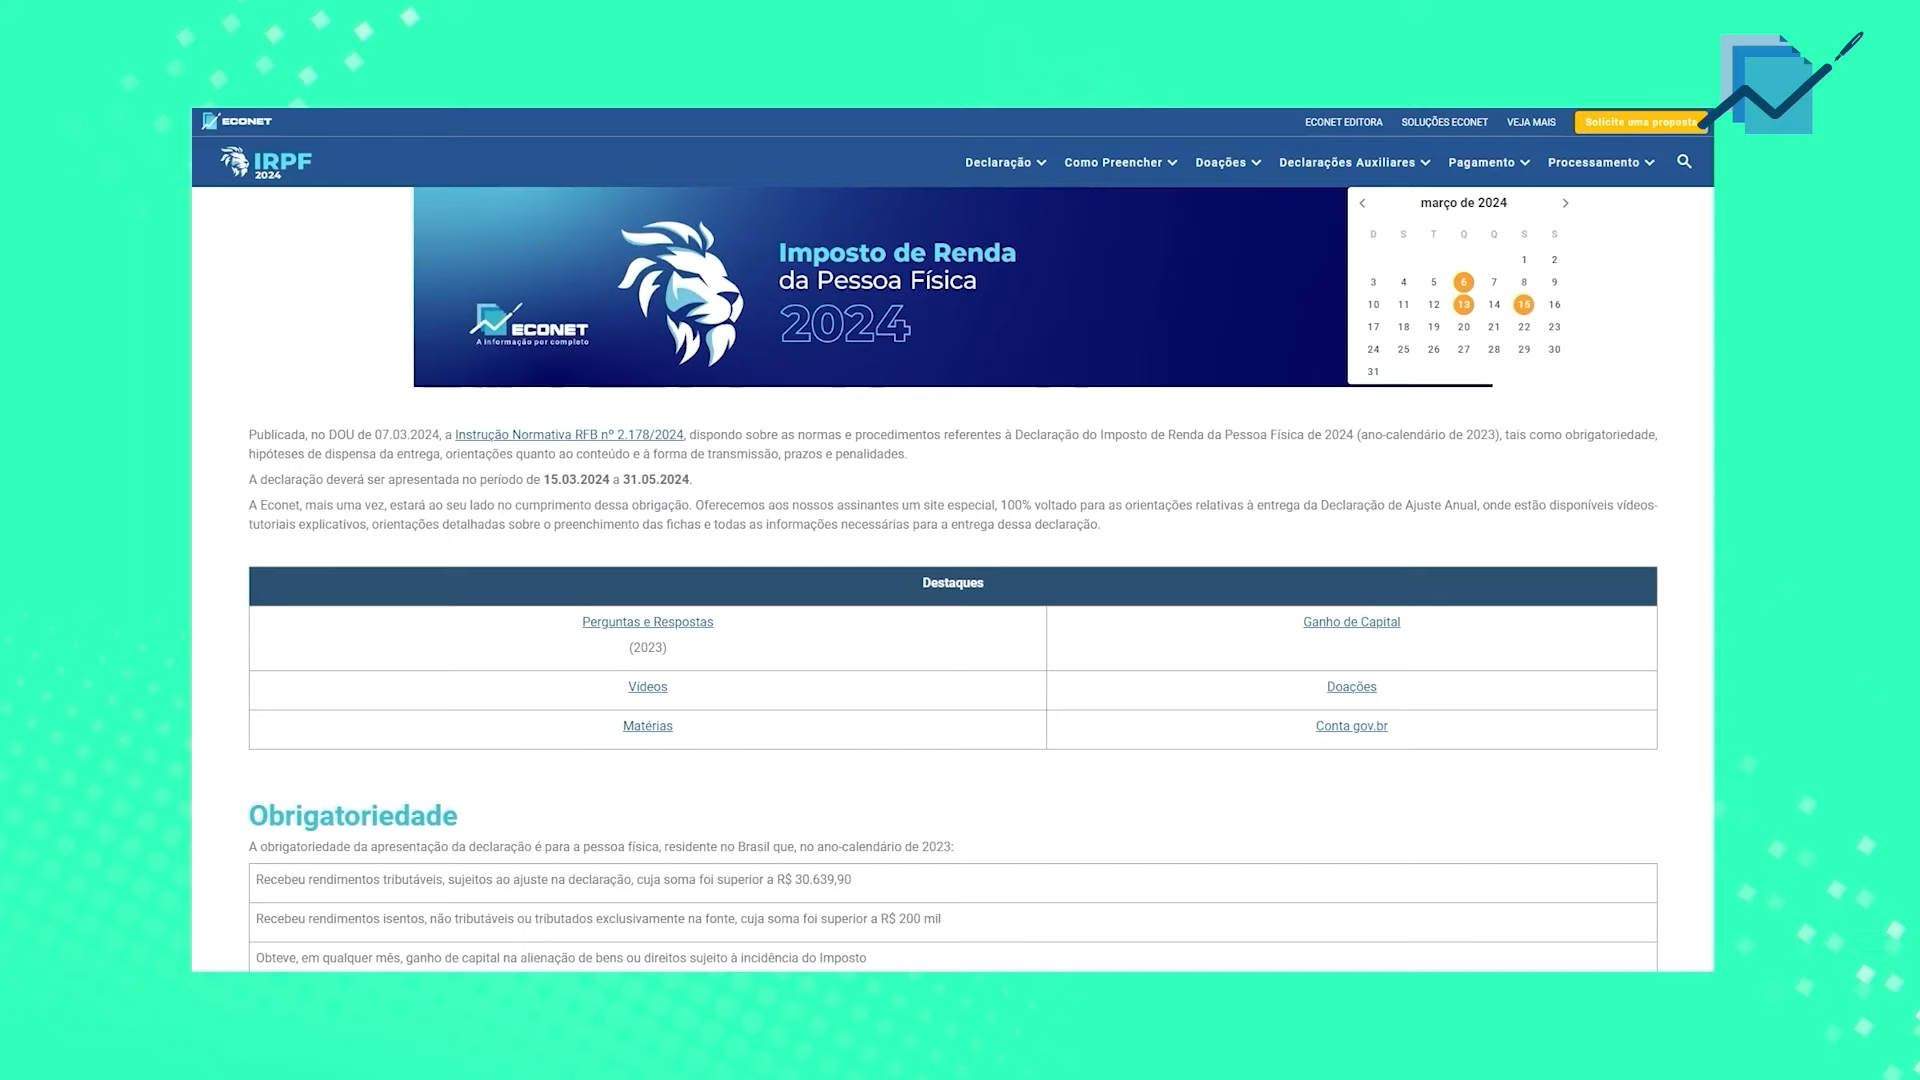 ECONET
ECONET EDITORA SOLUÇÕES ECONET VEJA MAIS Solicite uma proposta
IRPF
2024
Declaração Como Preencher Doações Declarações Auxiliares Pagamento Processamento
ECONET
A informação por completo
Imposto de Renda
da Pessoa Física
2024
março de 2024
D S T Q Q S S
1 2
3 4 5 6 7 8 9
10 11 12 13 14 15 16
17 18 19 20 21 22 23
24 25 26 27 28 29 30
31
Publicada, no DOU de 07.03.2024, a Instrução Normativa RFB nº 2.178/2024, dispondo sobre as normas e procedimentos referentes à Declaração do Imposto de Renda da Pessoa Física de 2024 (ano-calendário de 2023), tais como obrigatoriedade,
hipóteses de dispensa da entrega, orientações quanto ao conteúdo e à forma de transmissão, prazos e penalidades.
A declaração deverá ser apresentada no período de 15.03.2024 a 31.05.2024.
A Econet, mais uma vez, estará ao seu lado no cumprimento dessa obrigação. Oferecemos aos nossos assinantes um site especial, 100% voltado para as orientações relativas à entrega da Declaração de Ajuste Anual, onde estão disponíveis vídeos-
tutoriais explicativos, orientações detalhadas sobre o preenchimento das fichas e todas as informações necessárias para a entrega dessa declaração.
Destaques
Perguntas e Respostas Ganho de Capital
(2023)
Vídeos Doações
Matérias Conta gov.br
Obrigatoriedade
A obrigatoriedade da apresentação da declaração é para a pessoa física, residente no Brasil que, no ano-calendário de 2023:
Recebeu rendimentos tributáveis, sujeitos ao ajuste na declaração, cuja soma foi superior a R$ 30.639,90
Recebeu rendimentos isentos, não tributáveis ou tributados exclusivamente na fonte, cuja soma foi superior a R$ 200 mil
Obteve, em qualquer mês, ganho de capital na alienação de bens ou direitos sujeito à incidência do Imposto